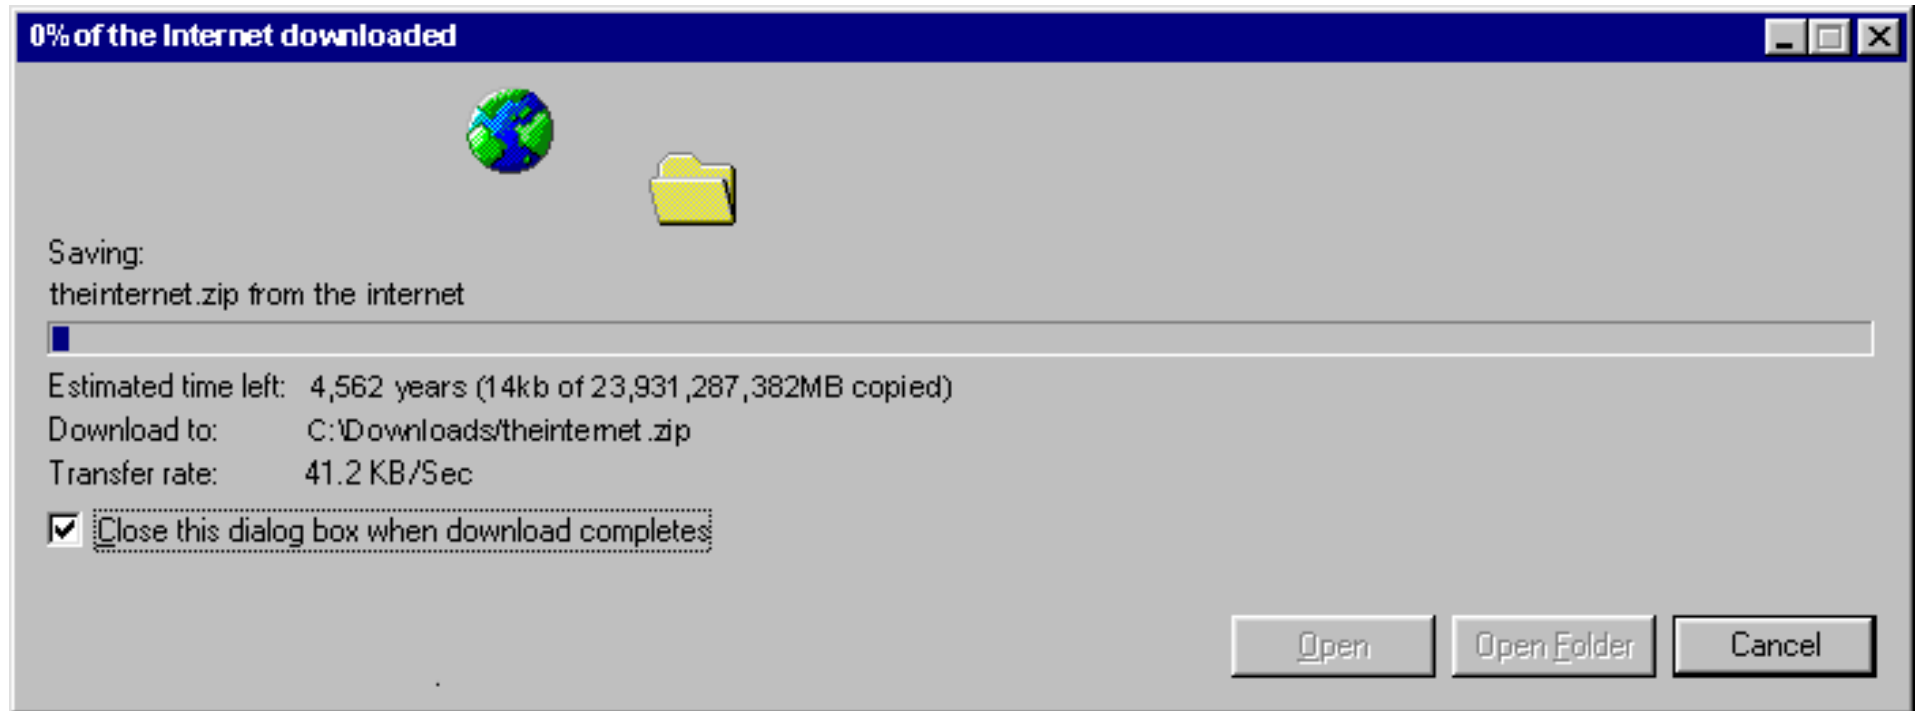 0% of the Internet downloaded
Saving:
theinternet.zip from the internet
Estimated time left: 4,562 years (14kb of 23,931,287,382MB copied)
Download to: C:\Downloads/theinternet.zip
Transfer rate: 41.2 KB/Sec
Close this dialog box when download completes
Open Open Folder Cancel